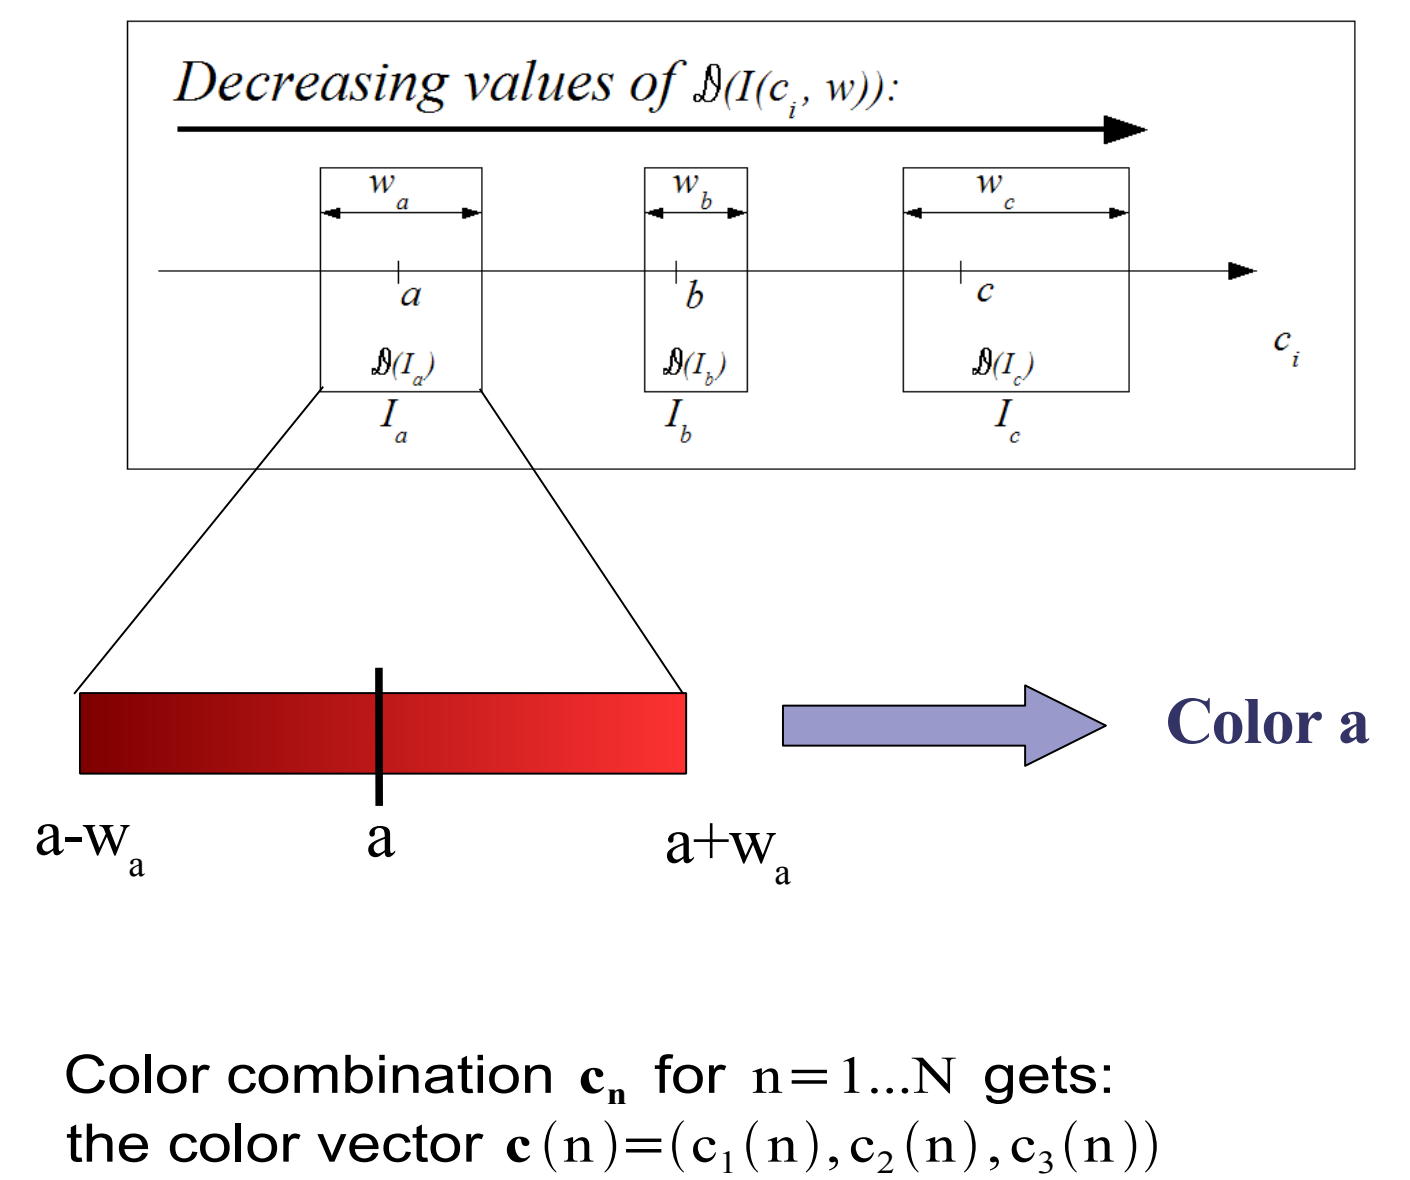 Decreasing values of 𝔇(I(c_i, w)):
w_a w_b w_c
a b c
c_i
𝔇(I_a) 𝔇(I_b) 𝔇(I_c)
I_a I_b I_c
Color a
a-w_a a a+w_a
Color combination c_n for n=1...N gets:
the color vector c(n)=(c_1(n),c_2(n),c_3(n))